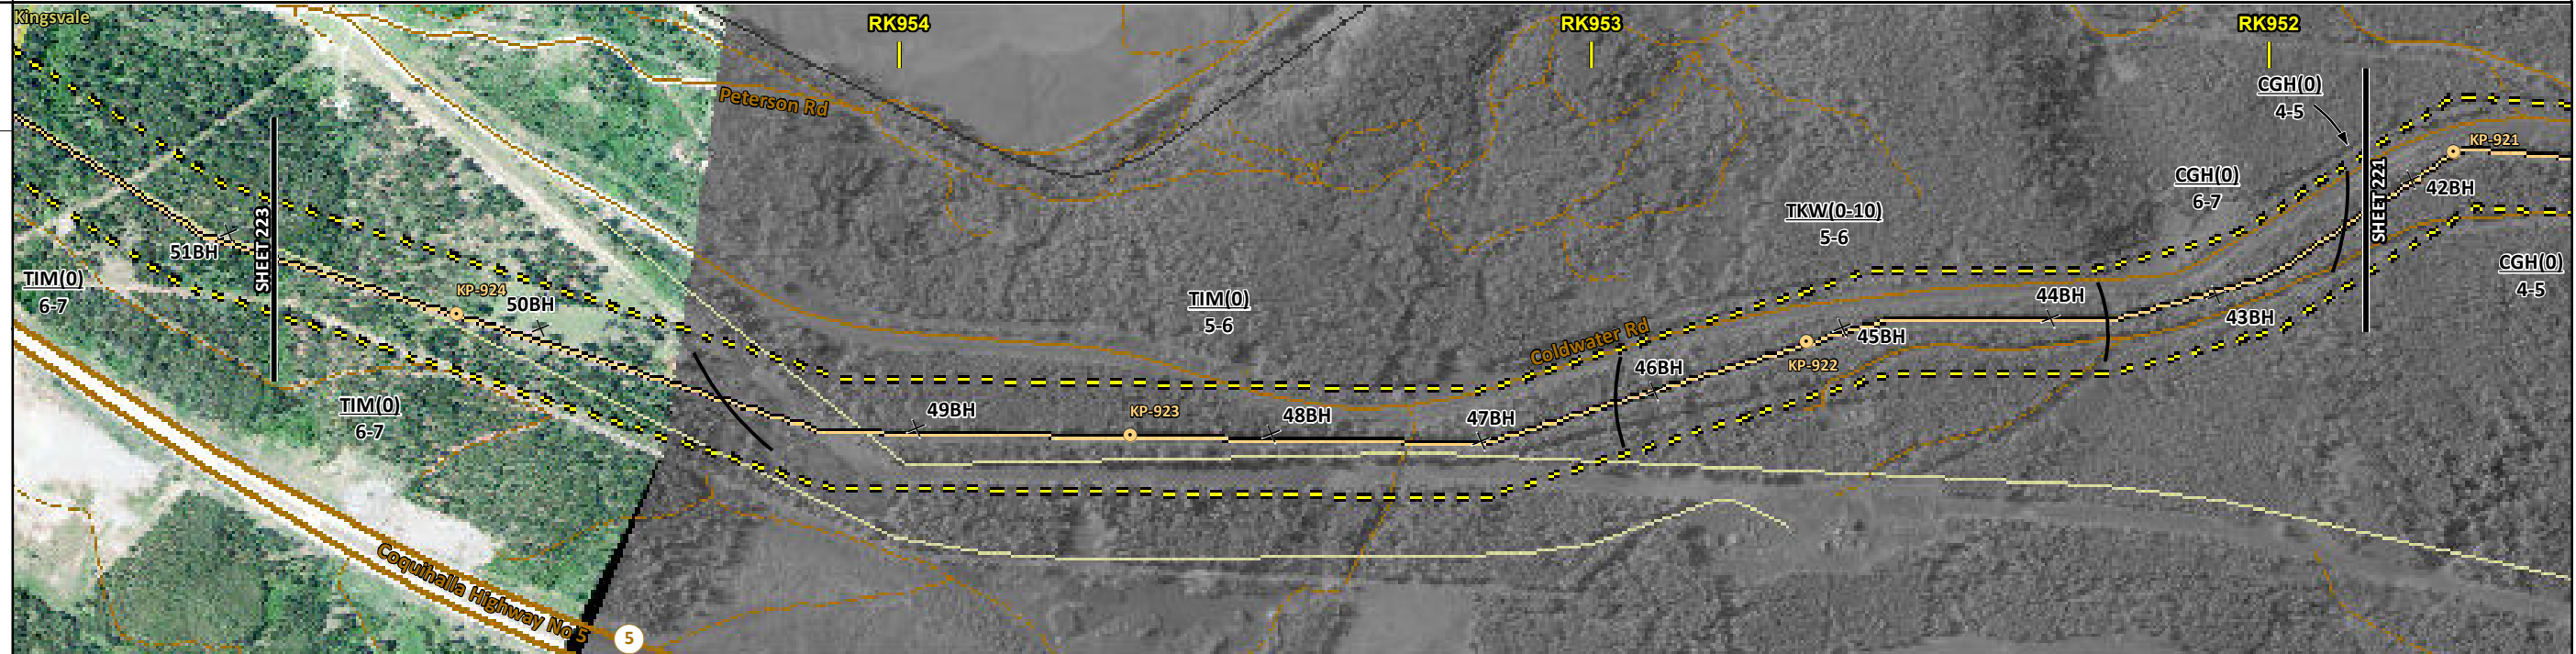 Kingsvale
RK954
RK953
RK952
Peterson Rd
CGH(0)
4-5
KP-921
SHEET 221
42BH
CGH(0)
6-7
TKW(0-10)
5-6
SHEET 223
51BH
TIM(0)
6-7
KP-924
50BH
TIM(0)
5-6
CGH(0)
4-5
44BH
43BH
Coldwater Rd
45BH
KP-922
46BH
TIM(0)
6-7
49BH
KP-923
48BH
47BH
Coquihalla Highway No 5
5